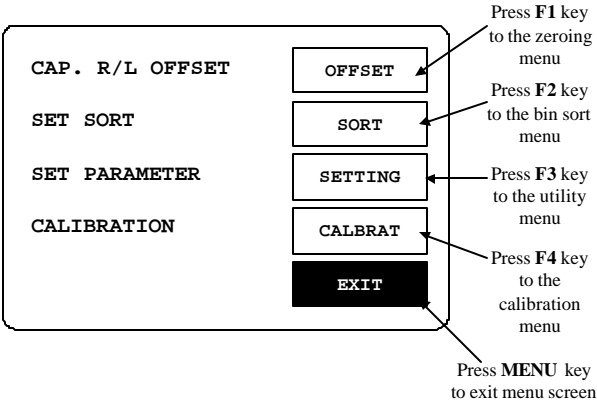 Press F1 key
to the zeroing
menu
CAP. R/L OFFSET
OFFSET
Press F2 key
to the bin sort
menu
SET SORT
SORT
Press F3 key
to the utility
menu
SET PARAMETER
SETTING
CALIBRATION
CALBRAT
Press F4 key
to the
calibration
menu
EXIT
Press MENU key
to exit menu screen